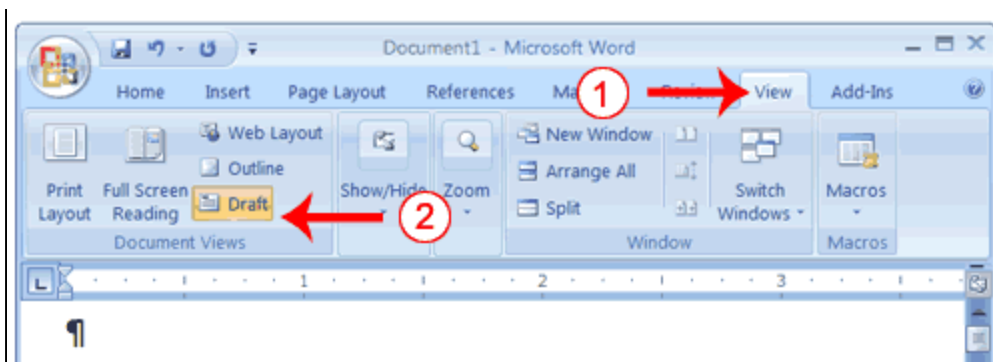 Document1 - Microsoft Word
Home Insert Page Layout References Ma 1 Review View Add-Ins
Web Layout
Outline
Draft
Print Layout
Full Screen Reading
Show/Hide
2
Zoom
New Window
Arrange All
Split
Switch Windows
Macros
Document Views
Window
Macros
L 1 2 3
¶